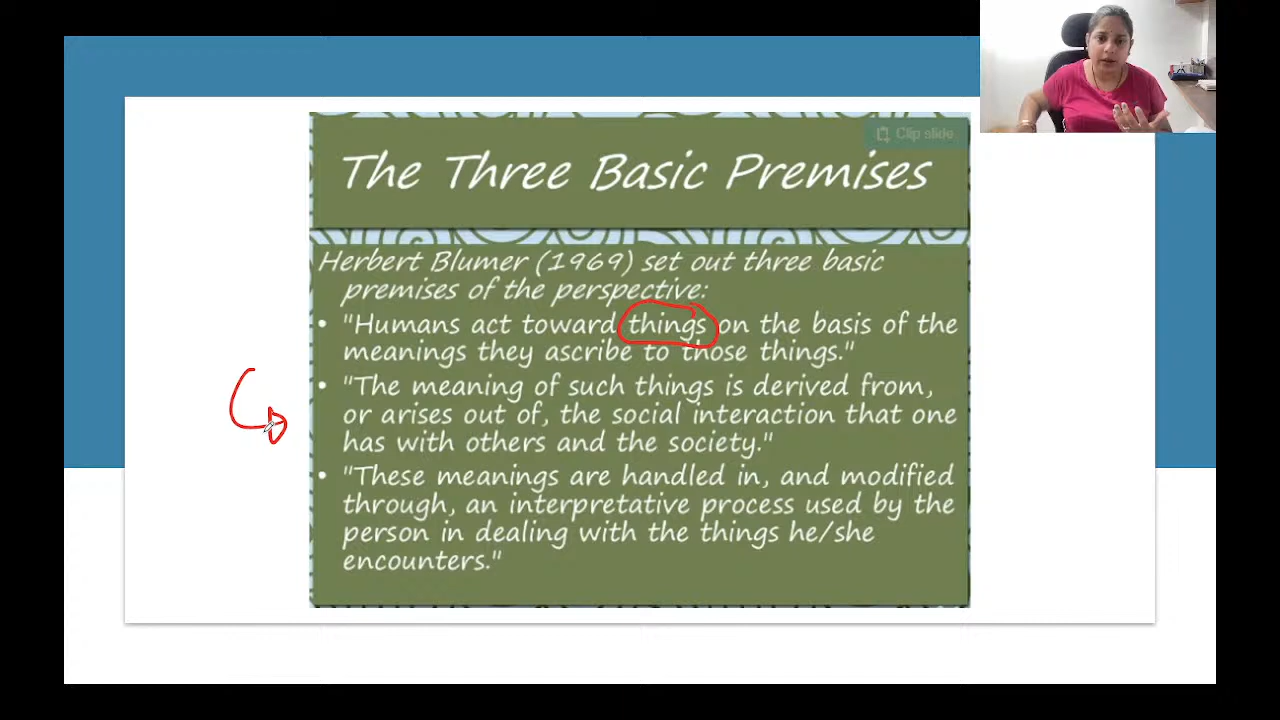 Clip slide
The Three Basic Premises
Herbert Blumer (1969) set out three basic
premises of the perspective:
• "Humans act toward things on the basis of the
meanings they ascribe to those things."
• "The meaning of such things is derived from,
or arises out of, the social interaction that one
has with others and the society."
• "These meanings are handled in, and modified
through, an interpretative process used by the
person in dealing with the things he/she
encounters."